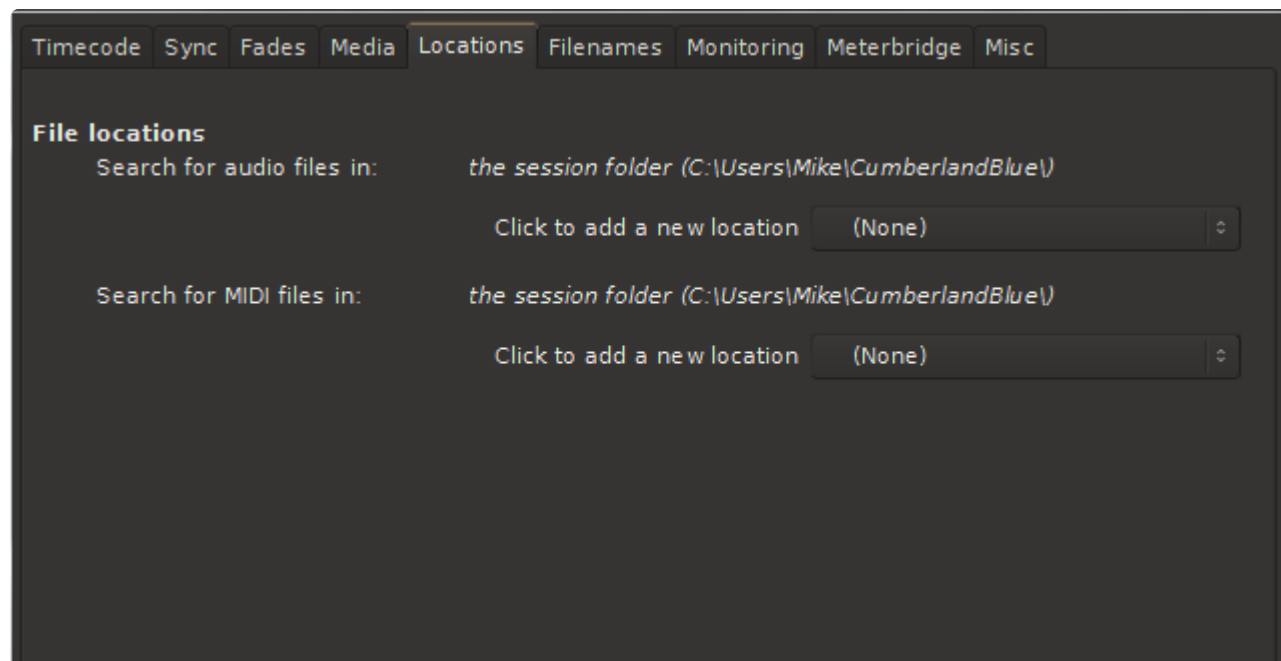 Timecode Sync Fades Media Locations Filenames Monitoring Meterbridge Misc
File locations
Search for audio files in: the session folder (C:\Users\Mike\CumberlandBlue\)
Click to add a new location (None)
Search for MIDI files in: the session folder (C:\Users\Mike\CumberlandBlue\)
Click to add a new location (None)